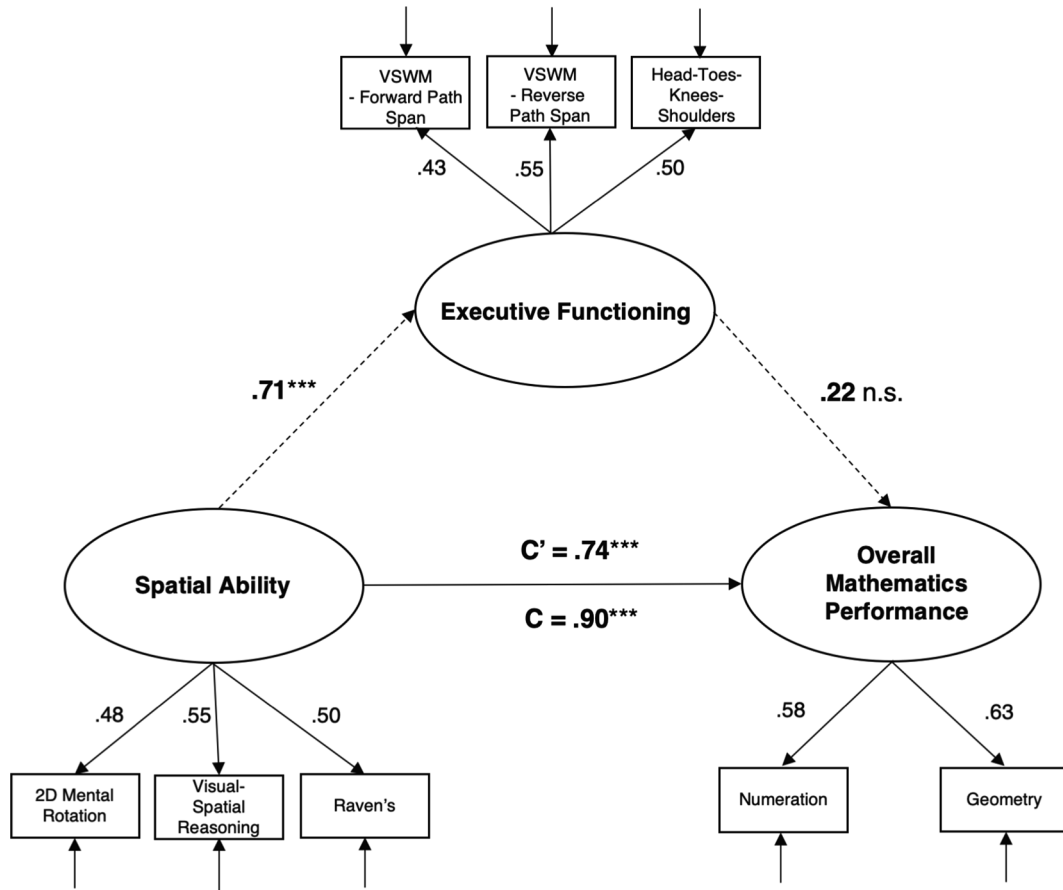 VSWM
- Forward Path
Span
VSWM
- Reverse
Path Span
Head-Toes-
Knees-
Shoulders
.43
.55
.50
Executive Functioning
.71***
.22 n.s.
Spatial Ability
C’ = .74***
C = .90***
Overall
Mathematics
Performance
.48
.55
.50
.58
.63
2D Mental
Rotation
Visual-
Spatial
Reasoning
Raven's
Numeration
Geometry